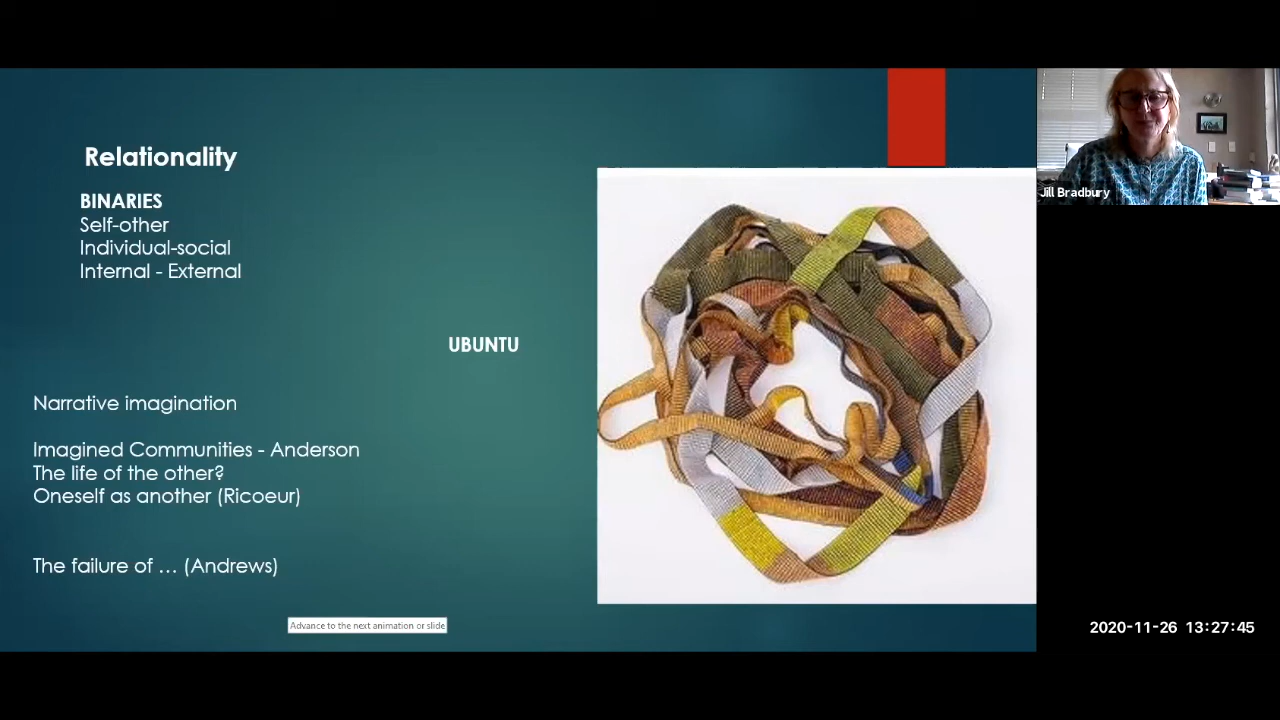 Relationality
BINARIES
Self-other
Individual-social
Internal - External
UBUNTU
Narrative imagination
Imagined Communities - Anderson
The life of the other?
Oneself as another (Ricoeur)
The failure of … (Andrews)
Advance to the next animation or slide
Jill Bradbury
2020-11-26 13:27:45